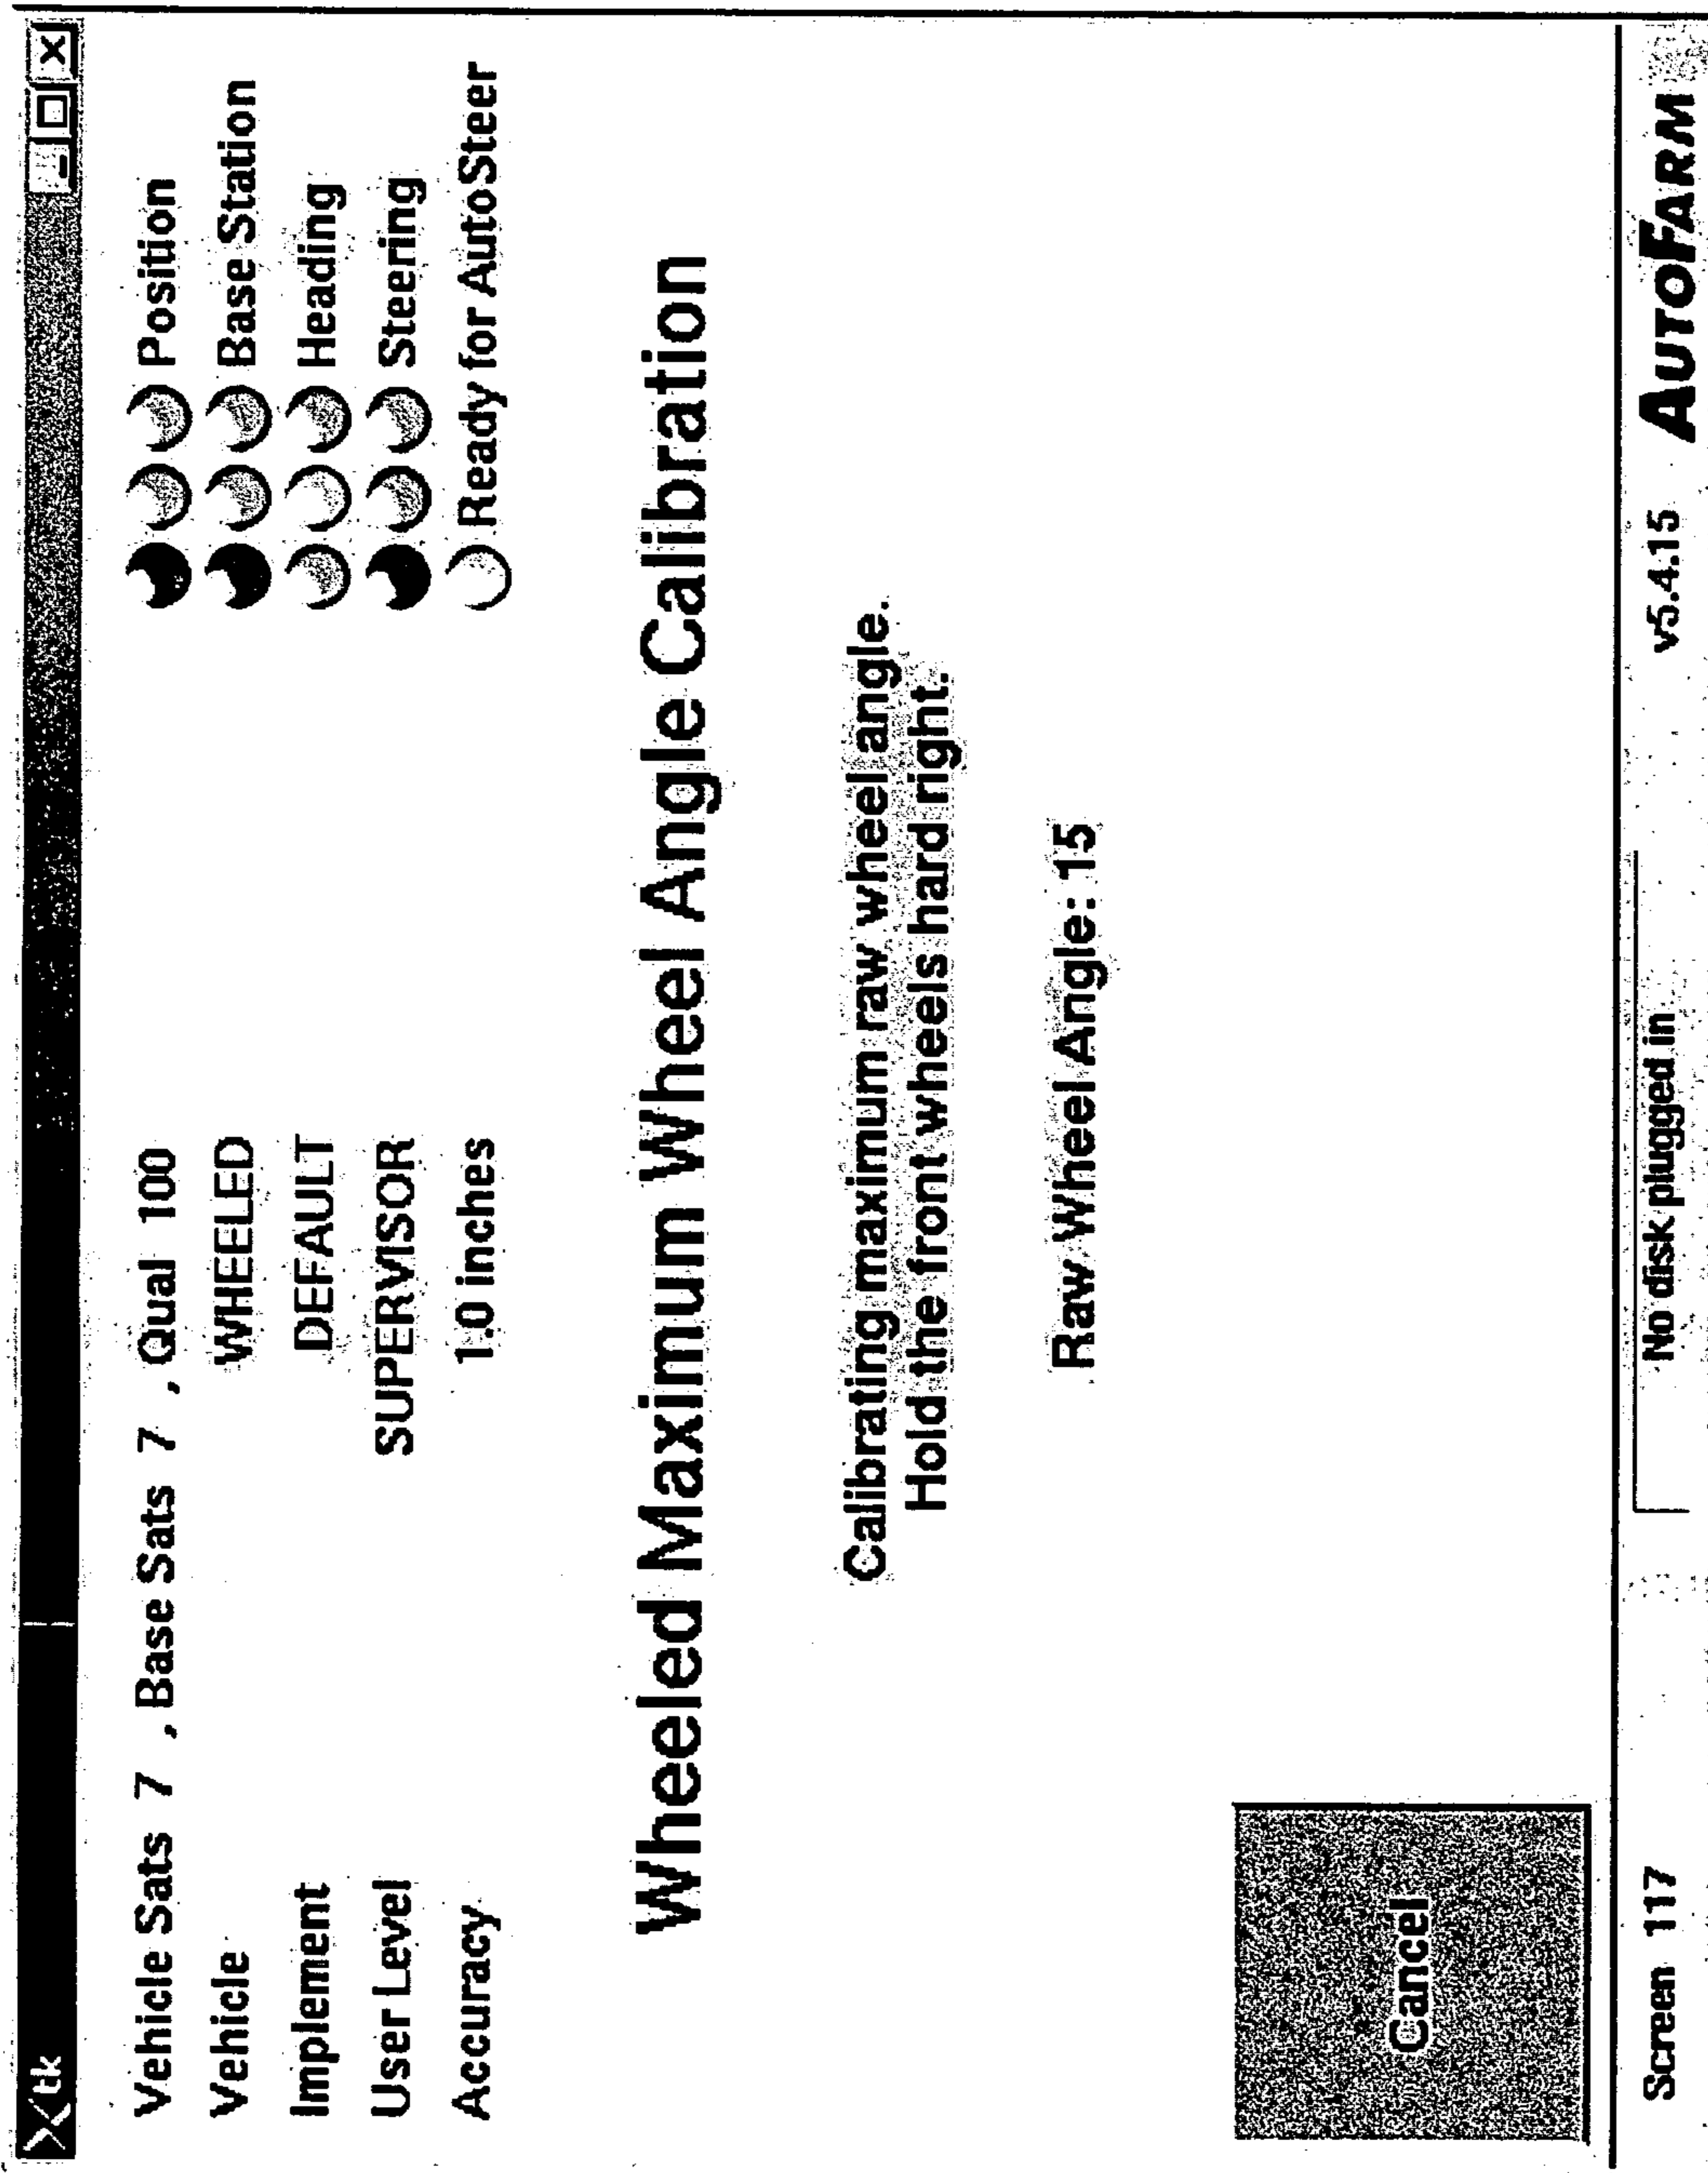 tk
Vehicle Sats 7 , Base Sats 7 , Qual 100
Position
Vehicle WHEELED
Base Station
Implement DEFAULT
Heading
User Level SUPERVISOR
Steering
Accuracy 1.0 inches
Ready for AutoSteer
Wheeled Maximum Wheel Angle Calibration
Calibrating maximum raw wheel angle.
Hold the front wheels hard right.
Raw Wheel Angle: 15
Cancel
Screen 117
No disk plugged in
v5.4.15
AUTOFARM